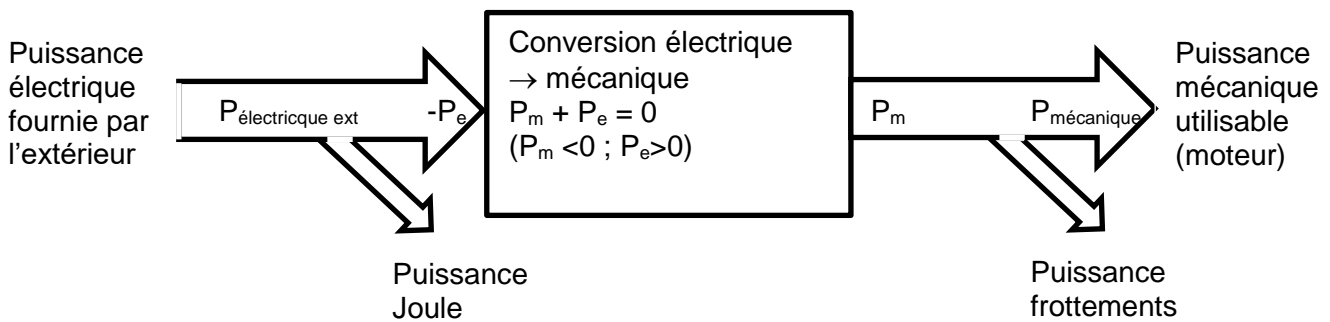 Puissance
électrique
fournie par
l'extérieur
P électricque ext
-Pe
Puissance
Joule
Conversion électrique
→ mécanique
Pm + Pe = 0
(Pm <0 ; Pe>0)
Pm
Pmécanique
Puissance
frottements
Puissance
mécanique
utilisable
(moteur)